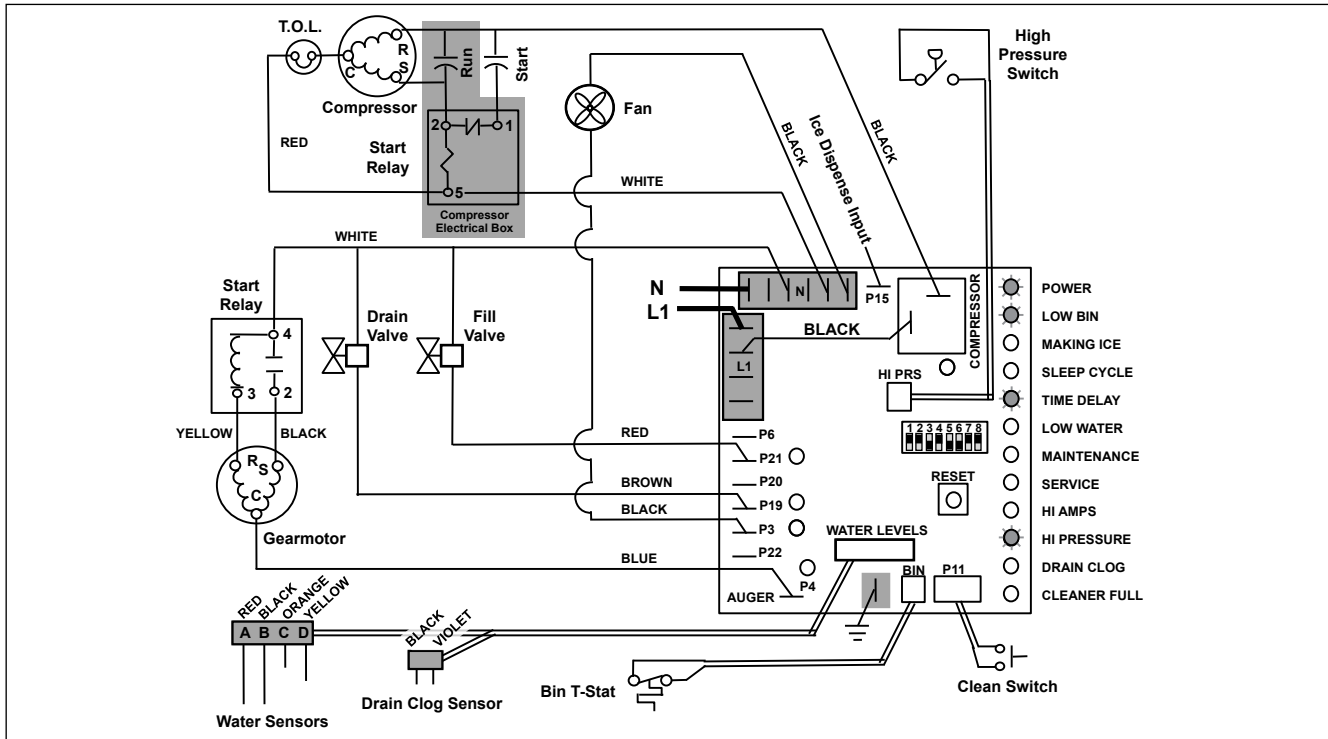 T.O.L.
R
S
C
Compressor
Run
Start
2
1
Start
Relay
5
Compressor
Electrical Box
RED
WHITE
Fan
BLACK
Ice Dispense Input
BLACK
High
Pressure
Switch
WHITE
Start
Relay
4
3
2
YELLOW
BLACK
R
S
C
Gearmotor
Drain
Valve
Fill
Valve
N
L1
N
P15
BLACK
L1
COMPRESSOR
HI PRS
1 2 3 4 5 6 7 8
RESET
RED
BROWN
BLACK
BLUE
P6
P21
P20
P19
P3
P22
P4
AUGER
WATER LEVELS
BIN
P11
POWER
LOW BIN
MAKING ICE
SLEEP CYCLE
TIME DELAY
LOW WATER
MAINTENANCE
SERVICE
HI AMPS
HI PRESSURE
DRAIN CLOG
CLEANER FULL
RED
BLACK
ORANGE
YELLOW
A B C D
Water Sensors
BLACK
VIOLET
Drain Clog Sensor
Bin T-Stat
Clean Switch